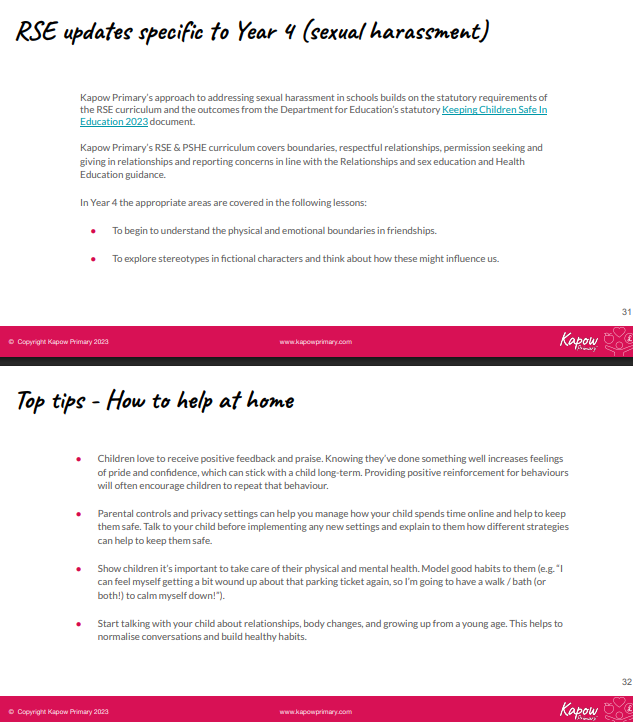 RSE updates specific to Year 4 (sexual harassment)
Kapow Primary's approach to addressing sexual harassment in schools builds on the statutory requirements of
the RSE curriculum and the outcomes from the Department for Education's statutory Keeping Children Safe In
Education 2023 document.
Kapow Primary's RSE & PSHE curriculum covers boundaries, respectful relationships, permission seeking and
giving in relationships and reporting concerns in line with the Relationships and sex education and Health
Education guidance.
In Year 4 the appropriate areas are covered in the following lessons:
● To begin to understand the physical and emotional boundaries in friendships.
● To explore stereotypes in fictional characters and think about how these might influence us.
31
© Copyright Kapow Primary 2023 www.kapowprimary.com Kapow
Primary
Top tips - How to help at home
● Children love to receive positive feedback and praise. Knowing they've done something well increases feelings
of pride and confidence, which can stick with a child long-term. Providing positive reinforcement for behaviours
will often encourage children to repeat that behaviour.
● Parental controls and privacy settings can help you manage how your child spends time online and help to keep
them safe. Talk to your child before implementing any new settings and explain to them how different strategies
can help to keep them safe.
● Show children it's important to take care of their physical and mental health. Model good habits to them (e.g. "I
can feel myself getting a bit wound up about that parking ticket again, so I'm going to have a walk / bath (or
both!) to calm myself down!").
● Start talking with your child about relationships, body changes, and growing up from a young age. This helps to
normalise conversations and build healthy habits.
32
© Copyright Kapow Primary 2023 www.kapowprimary.com Kapow
Primary